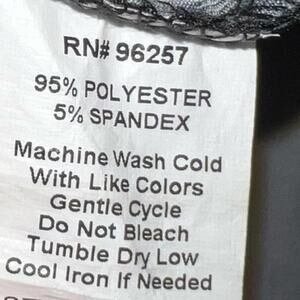 RN# 96257
95% POLYESTER
5% SPANDEX
Machine Wash Cold
With Like Colors
Gentle Cycle
Do Not Bleach
Tumble Dry Low
Cool Iron If Needed